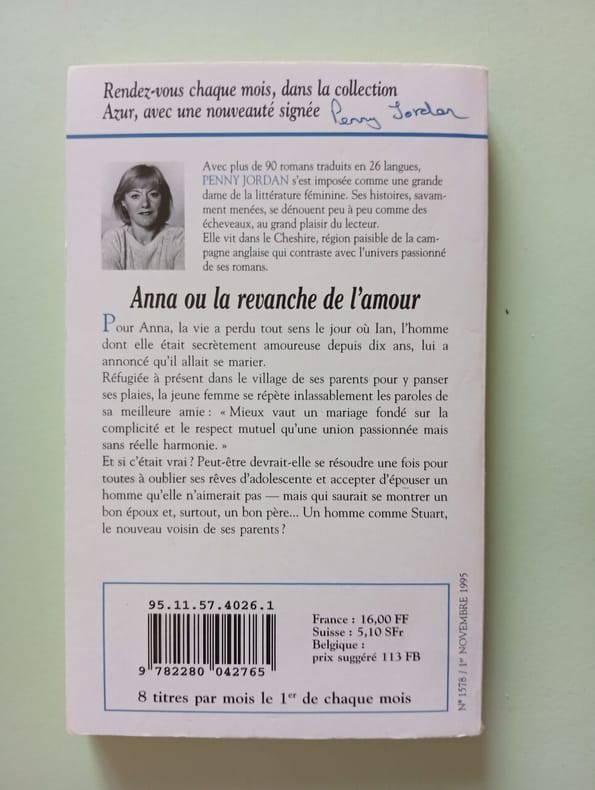 Rendez-vous chaque mois, dans la collection
Azur, avec une nouveauté signée Penny Jordan
Avec plus de 90 romans traduits en 26 langues,
PENNY JORDAN s'est imposée comme une grande
dame de la littérature féminine. Ses histoires, savam-
ment menées, se dénouent peu à peu comme des
écheveaux, au grand plaisir du lecteur.
Elle vit dans le Cheshire, région paisible de la cam-
pagne anglaise qui contraste avec l'univers passionné
de ses romans.
Anna ou la revanche de l'amour
Pour Anna, la vie a perdu tout sens le jour où Ian, l'homme
dont elle était secrètement amoureuse depuis dix ans, lui a
annoncé qu'il allait se marier.
Réfugiée à présent dans le village de ses parents pour y panser
ses plaies, la jeune femme se répète inlassablement les paroles de
sa meilleure amie : « Mieux vaut un mariage fondé sur la
complicité et le respect mutuel qu'une union passionnée mais
sans réelle harmonie. »
Et si c'était vrai ? Peut-être devrait-elle se résoudre une fois pour
toutes à oublier ses rêves d'adolescente et accepter d'épouser un
homme qu'elle n'aimerait pas — mais qui saurait se montrer un
bon époux et, surtout, un bon père... Un homme comme Stuart,
le nouveau voisin de ses parents ?
95.11.57.4026.1
9 782280 042765
France : 16,00 FF
Suisse : 5,10 SFr
Belgique :
prix suggéré 113 FB
8 titres par mois le 1er de chaque mois
N° 1578 / 1er NOVEMBRE 1995